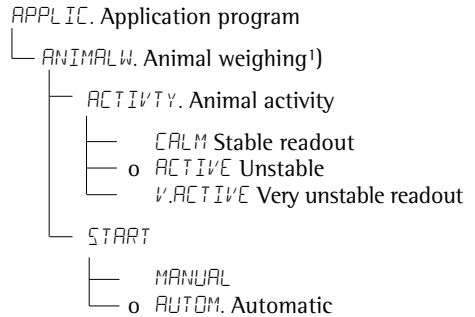 APPLIC. Application program
ANIMALW. Animal weighing¹)
ACTIVTY. Animal activity
CALM Stable readout
o ACTIVE Unstable
V.ACTIVE Very unstable readout
START
MANUAL
o AUTOM. Automatic